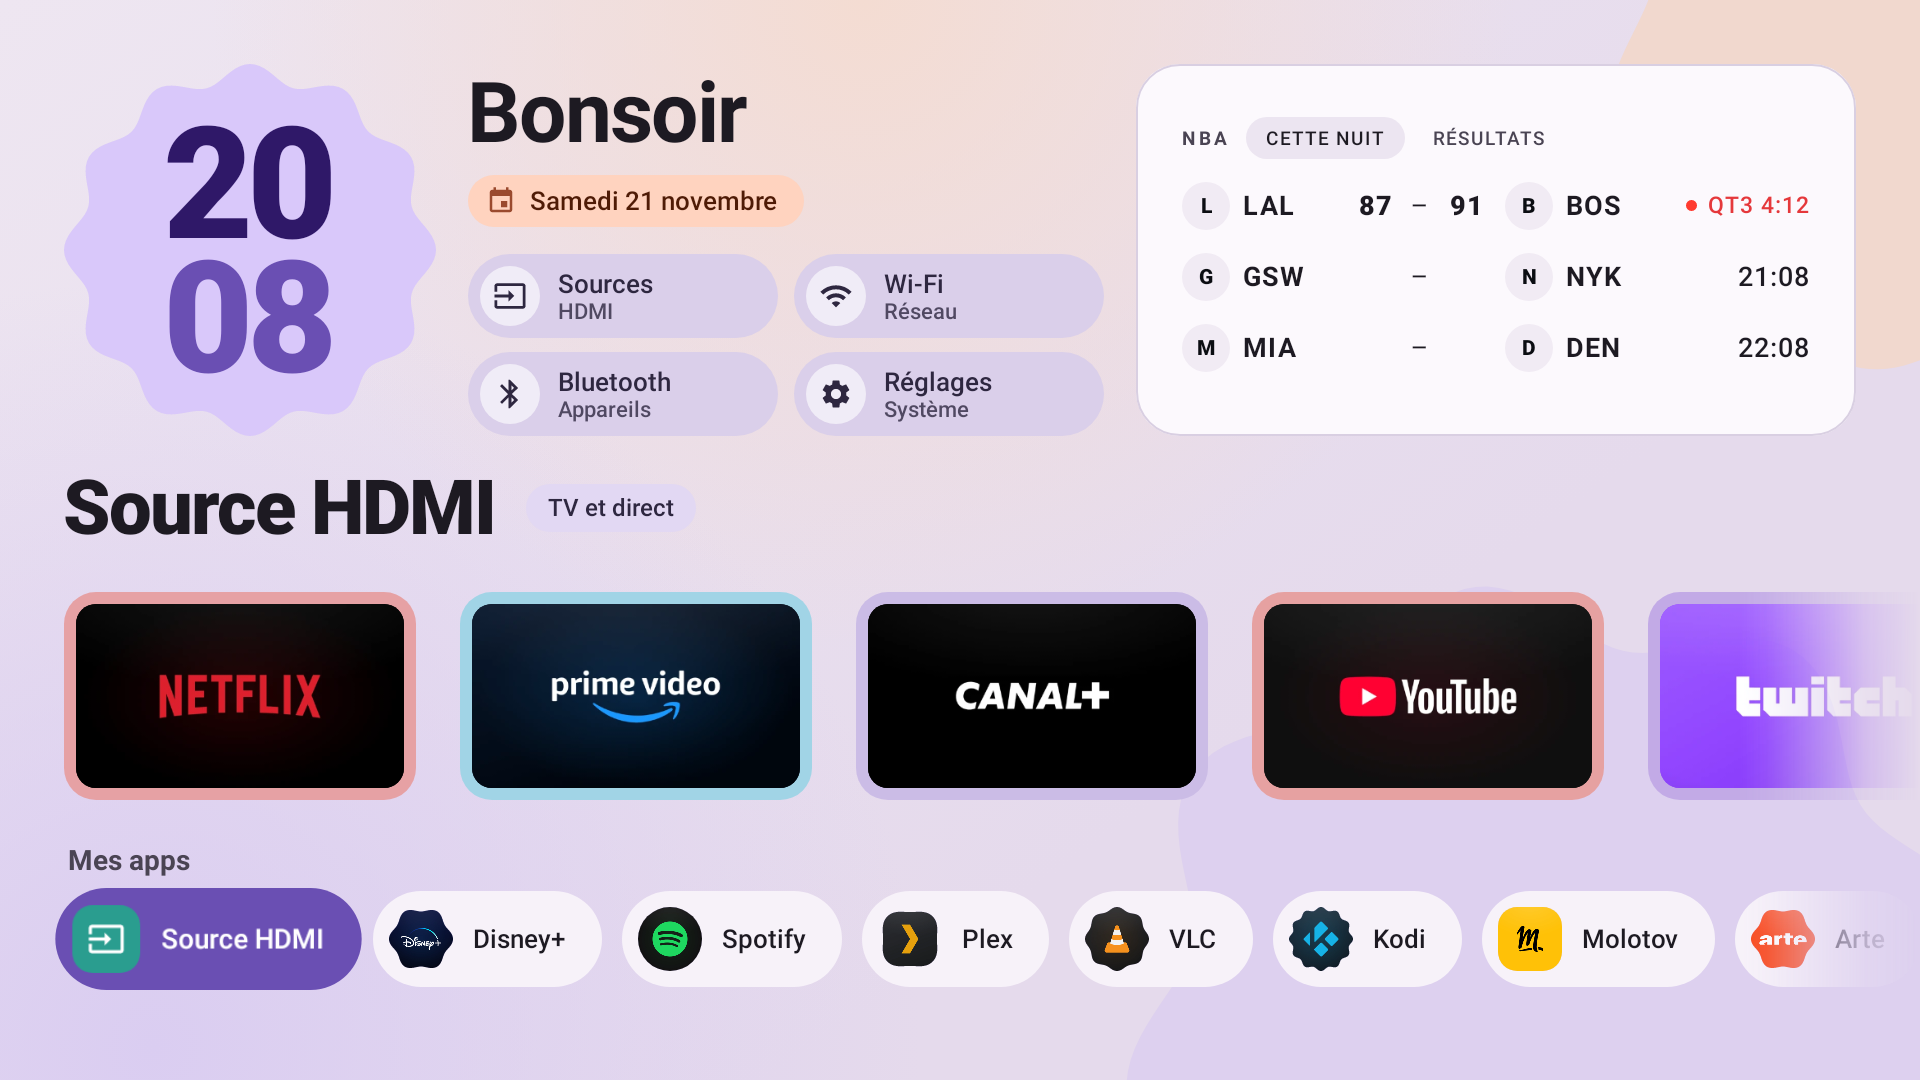 20
08
Bonsoir
Samedi 21 novembre
Sources
HDMI
Wi-Fi
Réseau
Bluetooth
Appareils
Réglages
Système
NBA CETTE NUIT RÉSULTATS
L LAL 87 – 91 B BOS QT3 4:12
G GSW – N NYK 21:08
M MIA – D DEN 22:08
Source HDMI TV et direct
NETFLIX
prime video
CANAL+
YouTube
twitch
Mes apps
Source HDMI
Disney+ Disney+
Spotify
Plex
VLC
Kodi
M Molotov
arte Arte